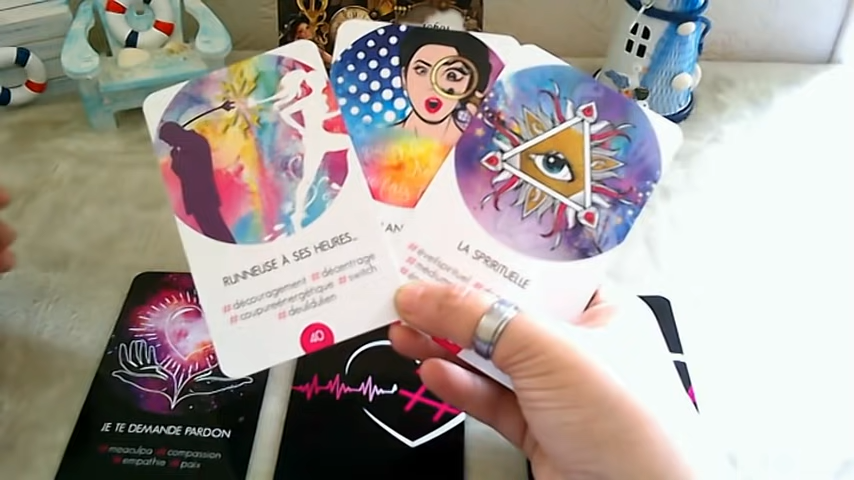 RUNNEUSE À SES HEURES...
#découragement #décentrage
#coupureénergétique #switch
#deuildulien
40
LA SPIRITUELLE
#éveilspirituel
JE TE DEMANDE PARDON
#meaculpa #compassion
#empathie #paix